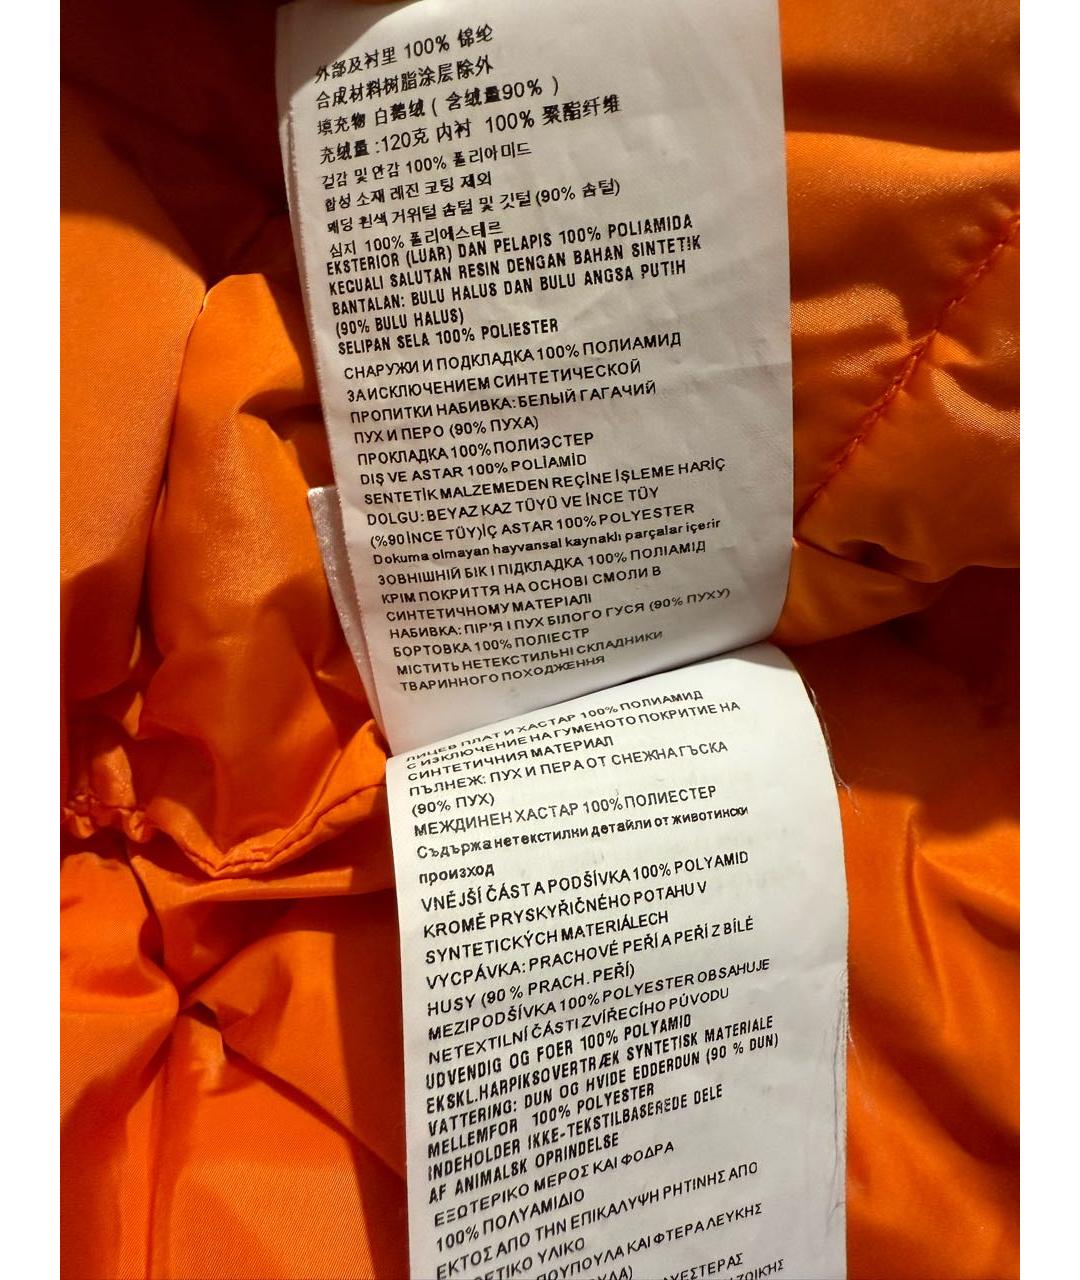 外部及衬里 100% 锦纶
合成材料树脂涂层除外
填充物 白鹅绒 ( 含绒量90% )
充绒量 :120克 内衬 100% 聚酯纤维
겉감 및 안감 100% 폴리아미드
합성 소재 레진 코팅 제외
패딩 흰색 거위털 솜털 및 깃털 (90% 솜털)
심지 100% 폴리에스테르
EKSTERIOR (LUAR) DAN PELAPIS 100% POLIAMIDA
KECUALI SALUTAN RESIN DENGAN BAHAN SINTETIK
BANTALAN: BULU HALUS DAN BULU ANGSA PUTIH
(90% BULU HALUS)
SELIPAN SELA 100% POLIESTER
СНАРУЖИ И ПОДКЛАДКА 100% ПОЛИАМИД
ЗА ИСКЛЮЧЕНИЕМ СИНТЕТИЧЕСКОЙ
ПРОПИТКИ НАБИВКА: БЕЛЫЙ ГАГАЧИЙ
ПУХ И ПЕРО (90% ПУХА)
ПРОКЛАДКА 100% ПОЛИЭСТЕР
DIŞ VE ASTAR 100% POLİAMİD
SENTETİK MALZEMEDEN REÇİNE İŞLEME HARİÇ
DOLGU: BEYAZ KAZ TÜYÜ VE İNCE TÜY
(%90 İNCE TÜY)İÇ ASTAR 100% POLYESTER
Dokuma olmayan hayvansal kaynaklı parçalar içerir
ЗОВНІШНІЙ БІК І ПІДКЛАДКА 100% ПОЛІАМІД
КРІМ ПОКРИТТЯ НА ОСНОВІ СМОЛИ В
СИНТЕТИЧНОМУ МАТЕРІАЛІ
НАБИВКА: ПІР'Я І ПУХ БІЛОГО ГУСЯ (90% ПУХУ)
БОРТОВКА 100% ПОЛІЕСТР
МІСТИТЬ НЕТЕКСТИЛЬНІ СКЛАДНИКИ
ТВАРИННОГО ПОХОДЖЕННЯ
ЛИЦЕВ ПЛАТ И ХАСТАР 100% ПОЛИАМИД
С ИЗКЛЮЧЕНИЕ НА ГУМЕНОТО ПОКРИТИЕ НА
СИНТЕТИЧНИЯ МАТЕРИАЛ
ПЪЛНЕЖ: ПУХ И ПЕРА ОТ СНЕЖНА ГЪСКА
(90% ПУХ)
МЕЖДИНЕН ХАСТАР 100% ПОЛИЕСТЕР
Съдържа нетекстилни детайли от животински
произход
VNĚJŠÍ ČÁST A PODŠÍVKA 100% POLYAMID
KROMĚ PRYSKYŘIČNÉHO POTAHU V
SYNTETICKÝCH MATERIÁLECH
VYCPÁVKA: PRACHOVÉ PEŘÍ A PEŘÍ Z BÍLÉ
HUSY (90 % PRACH. PEŘÍ)
MEZIPODŠÍVKA 100% POLYESTER OBSAHUJE
NETEXTILNÍ ČÁSTI ZVÍŘECÍHO PŮVODU
UDVENDIG OG FOER 100% POLYAMID
EKSKL.HARPIKSOVERTRÆK SYNTETISK MATERIALE
VATTERING: DUN OG HVIDE EDDERDUN (90 % DUN)
MELLEMFOR 100% POLYESTER
INDEHOLDER IKKE-TEKSTILBASEREDE DELE
AF ANIMALSK OPRINDELSE
ΕΞΩΤΕΡΙΚΟ ΜΕΡΟΣ ΚΑΙ ΦΟΔΡΑ
100% ΠΟΛΥΑΜΙΔΙΟ
ΕΚΤΟΣ ΑΠΟ ΤΗΝ ΕΠΙΚΑΛΥΨΗ ΡΗΤΙΝΗΣ ΑΠΟ
ΥΛΙΚΟ
ΚΑΙ ΦΤΕΡΑ ΛΕΥΚΗΣ